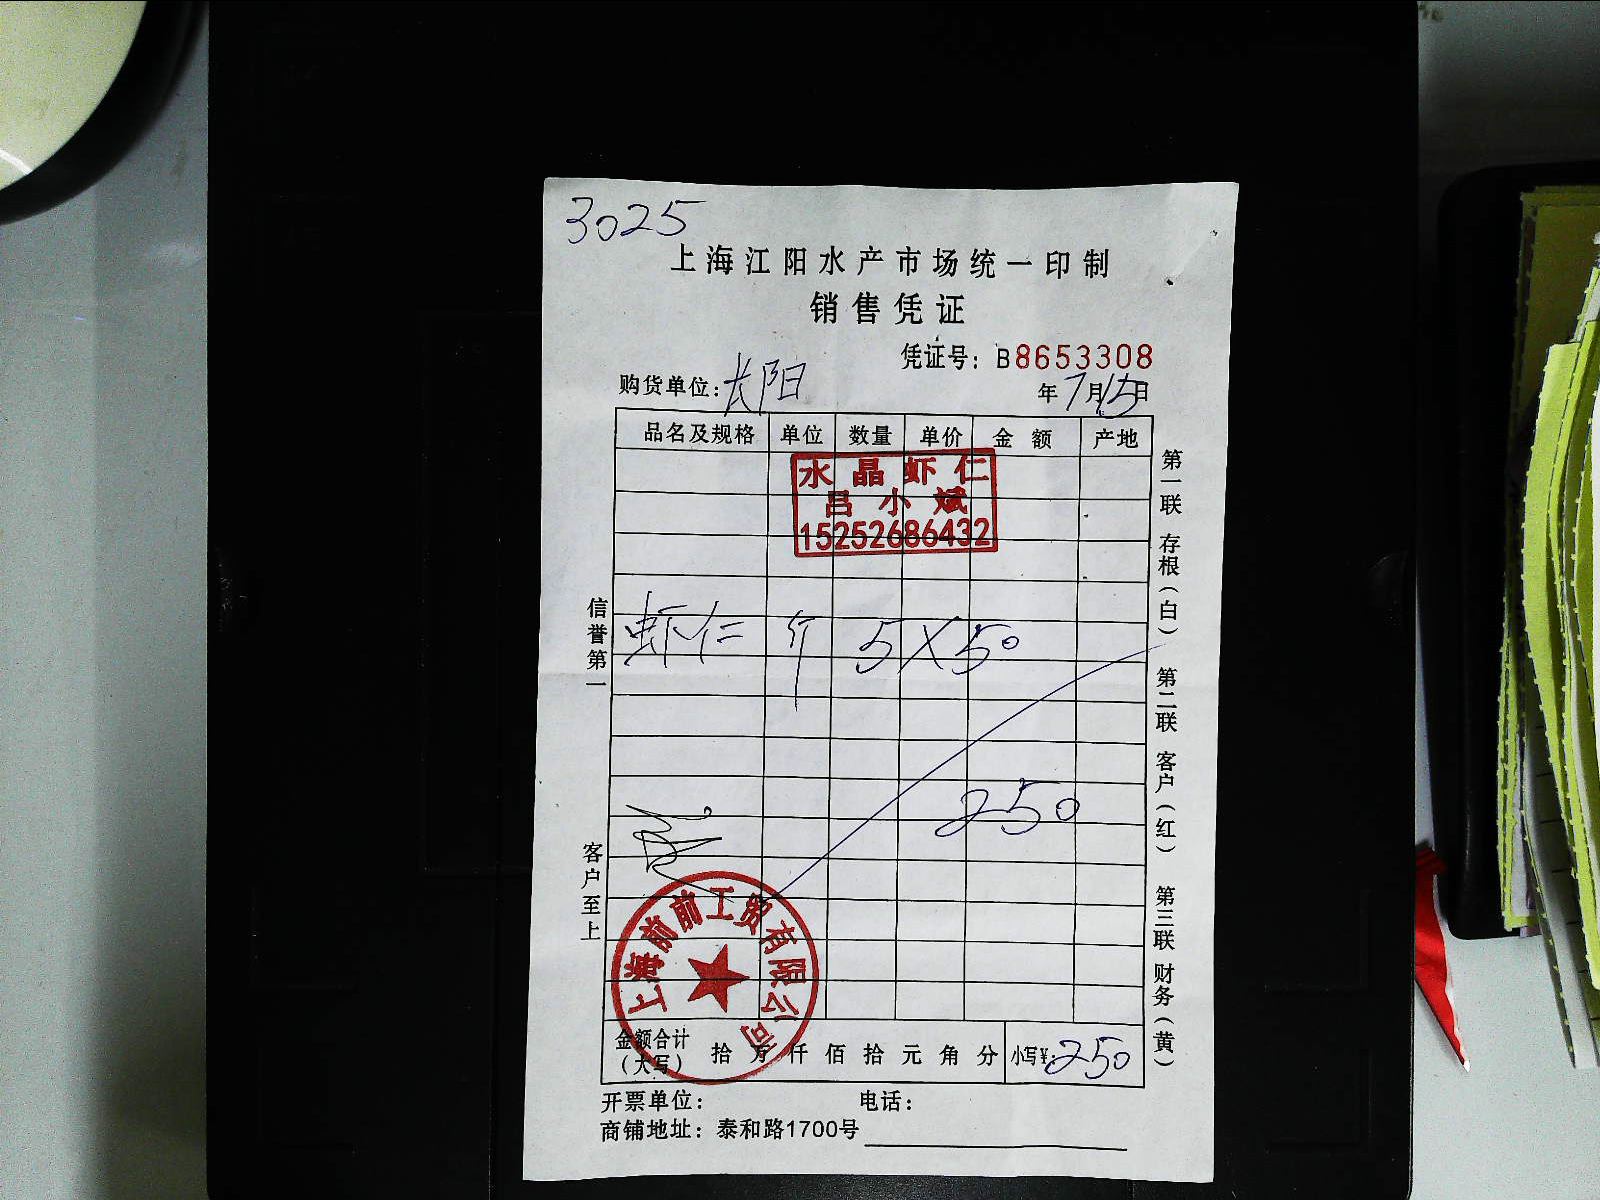 3025
上海江阳水产市场统一印制
销售凭证
凭证号：B8653308
购货单位：长阳 年7月15日
品名及规格 单位 数量 单价 金额 产地
水晶虾仁
吕小斌
15252686432
虾仁 斤 5×50
250
上海前前工贸有限公司
金额合计（大写） 拾万仟佰拾元角分 小写¥：250
开票单位： 电话：
商铺地址：泰和路1700号
信誉第一
客户至上
第一联 存根（白） 第二联 客户（红） 第三联 财务（黄）